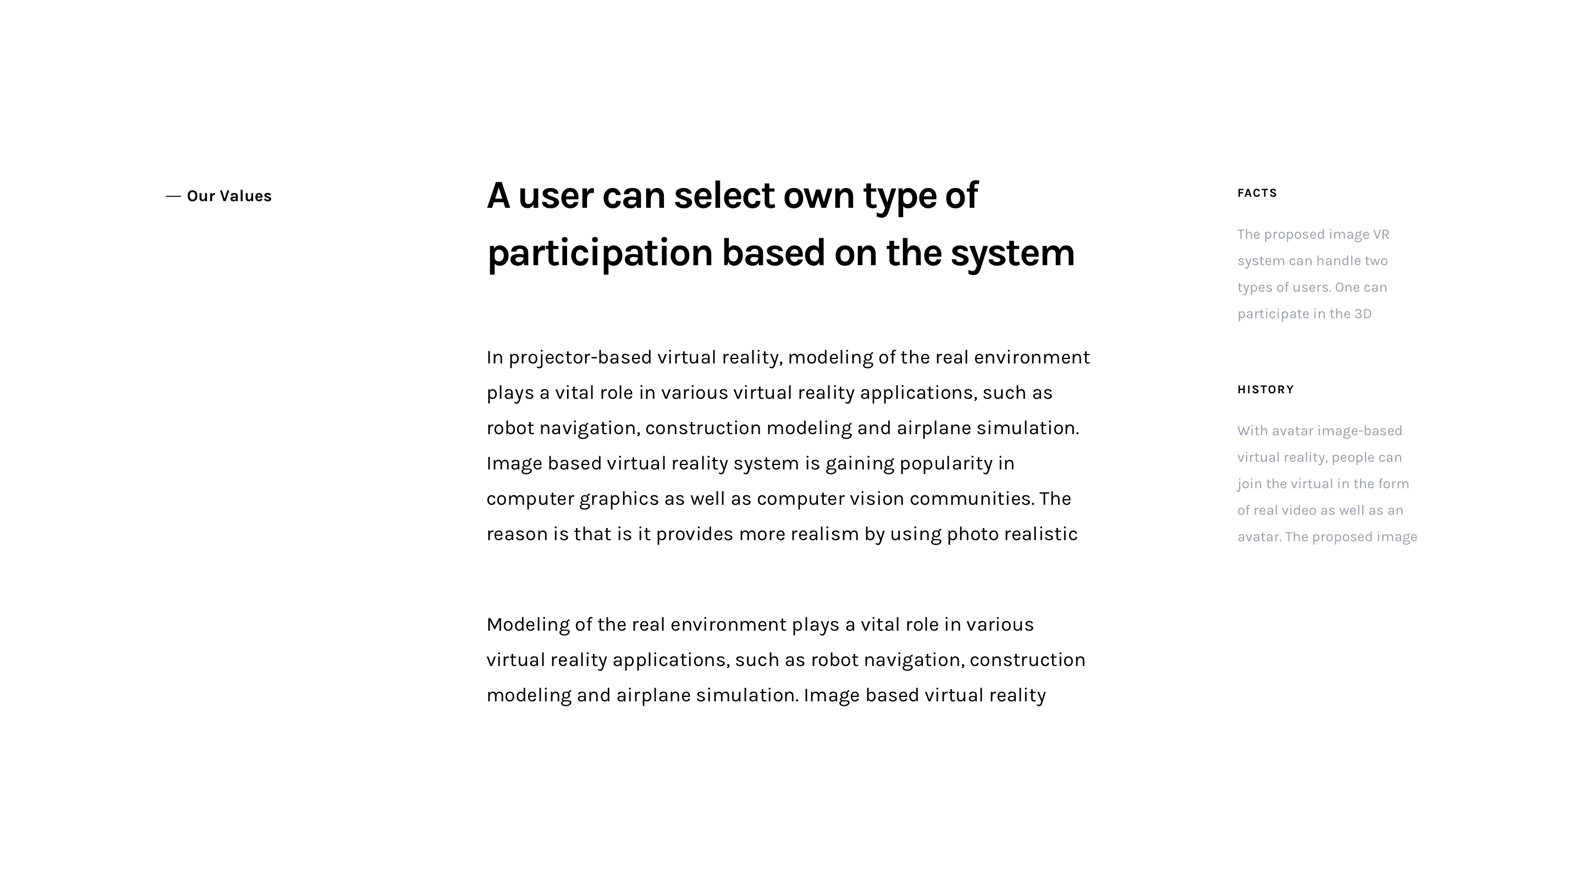 — Our Values
A user can select own type of
participation based on the system
In projector-based virtual reality, modeling of the real environment
plays a vital role in various virtual reality applications, such as
robot navigation, construction modeling and airplane simulation.
Image based virtual reality system is gaining popularity in
computer graphics as well as computer vision communities. The
reason is that is it provides more realism by using photo realistic
Modeling of the real environment plays a vital role in various
virtual reality applications, such as robot navigation, construction
modeling and airplane simulation. Image based virtual reality
FACTS
The proposed image VR
system can handle two
types of users. One can
participate in the 3D
HISTORY
With avatar image-based
virtual reality, people can
join the virtual in the form
of real video as well as an
avatar. The proposed image